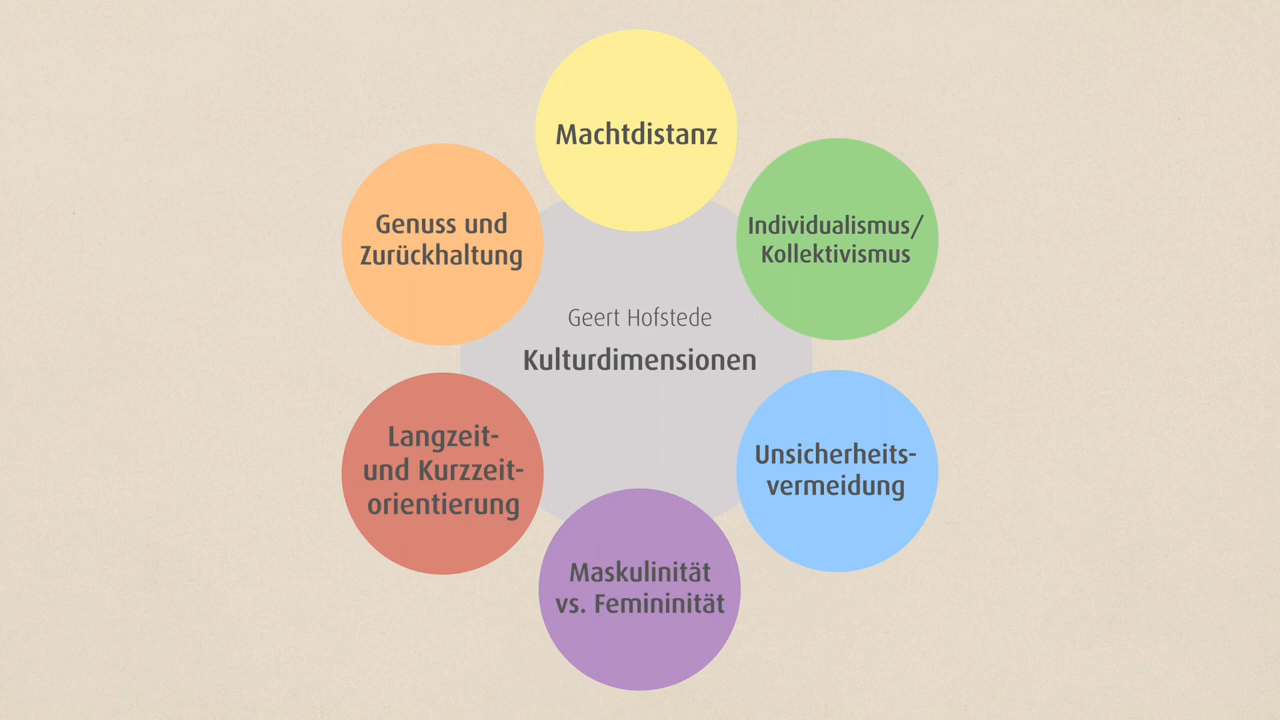 Machtdistanz
Individualismus/
Kollektivismus
Unsicherheits-
vermeidung
Maskulinität
vs. Femininität
Langzeit-
und Kurzzeit-
orientierung
Genuss und
Zurückhaltung
Geert Hofstede
Kulturdimensionen